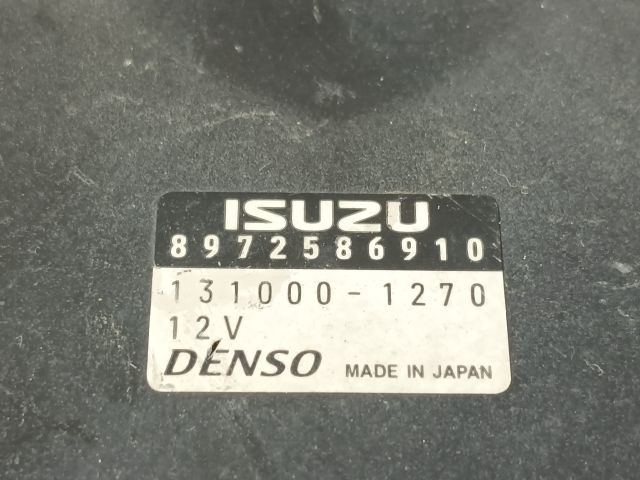 ISUZU
8972586910
131000-1270
12V
DENSO MADE IN JAPAN